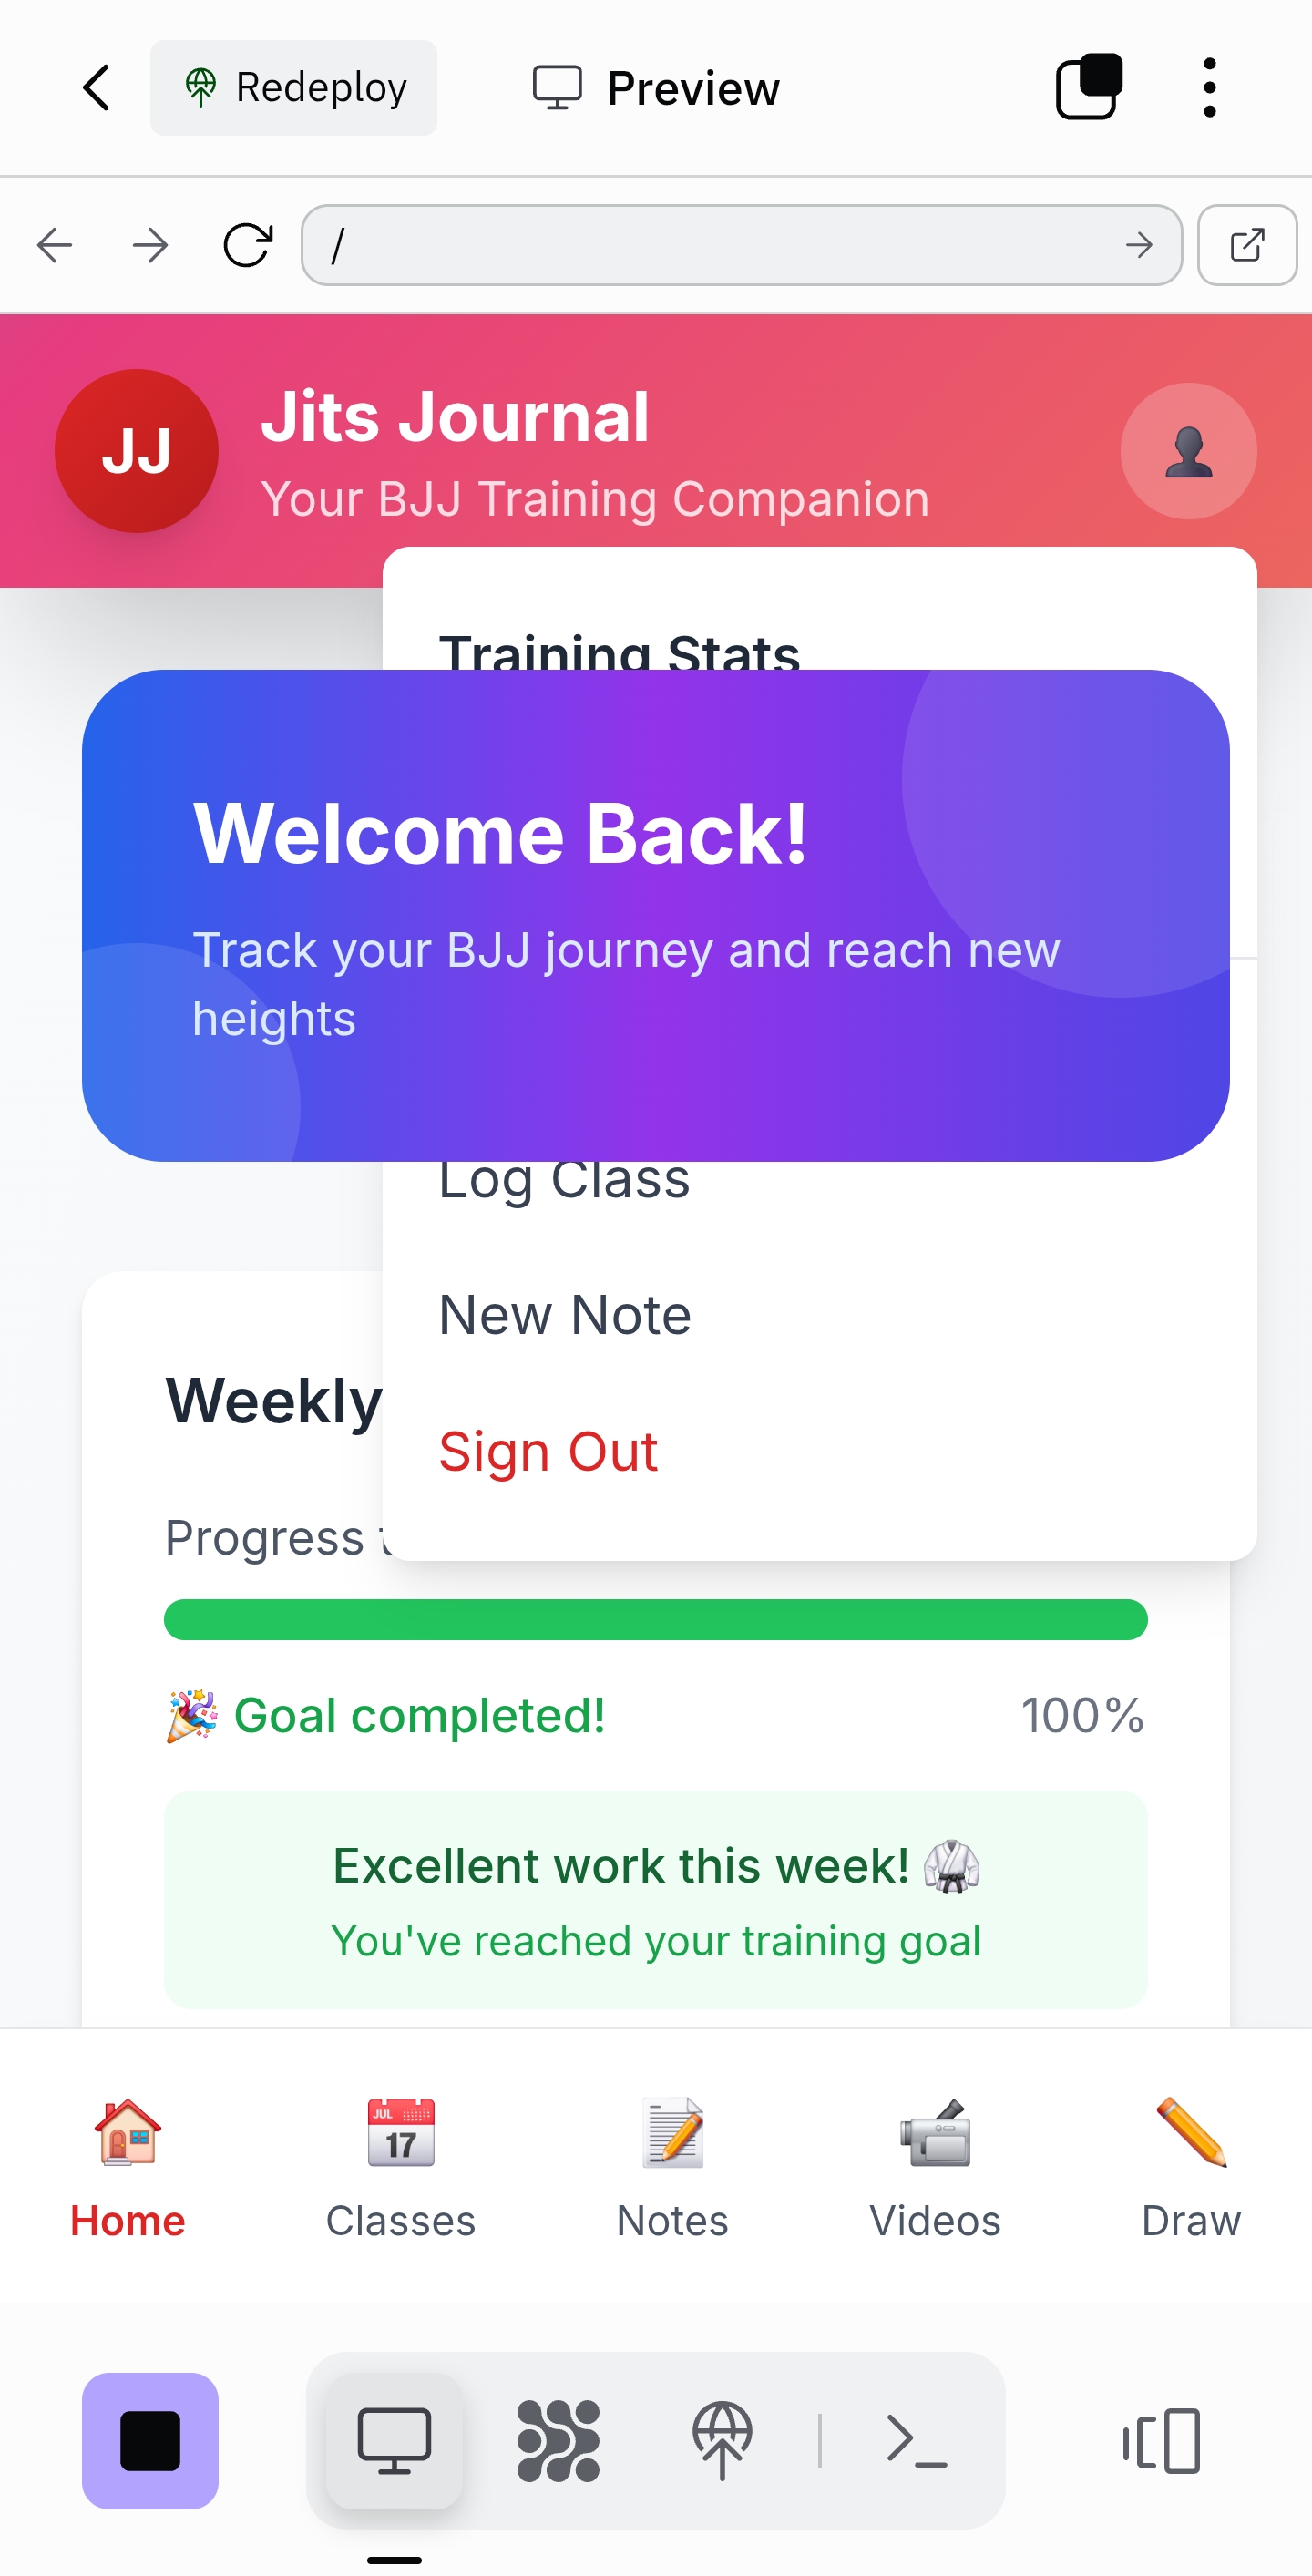 Redeploy
Preview
/
JJ
Jits Journal
Your BJJ Training Companion
Training Stats
Welcome Back!
Track your BJJ journey and reach new
heights
Log Class
New Note
Weekly
Sign Out
Progress
🎉 Goal completed!
100%
Excellent work this week! 🥋
You've reached your training goal
JUL
17
Home
Classes
Notes
Videos
Draw